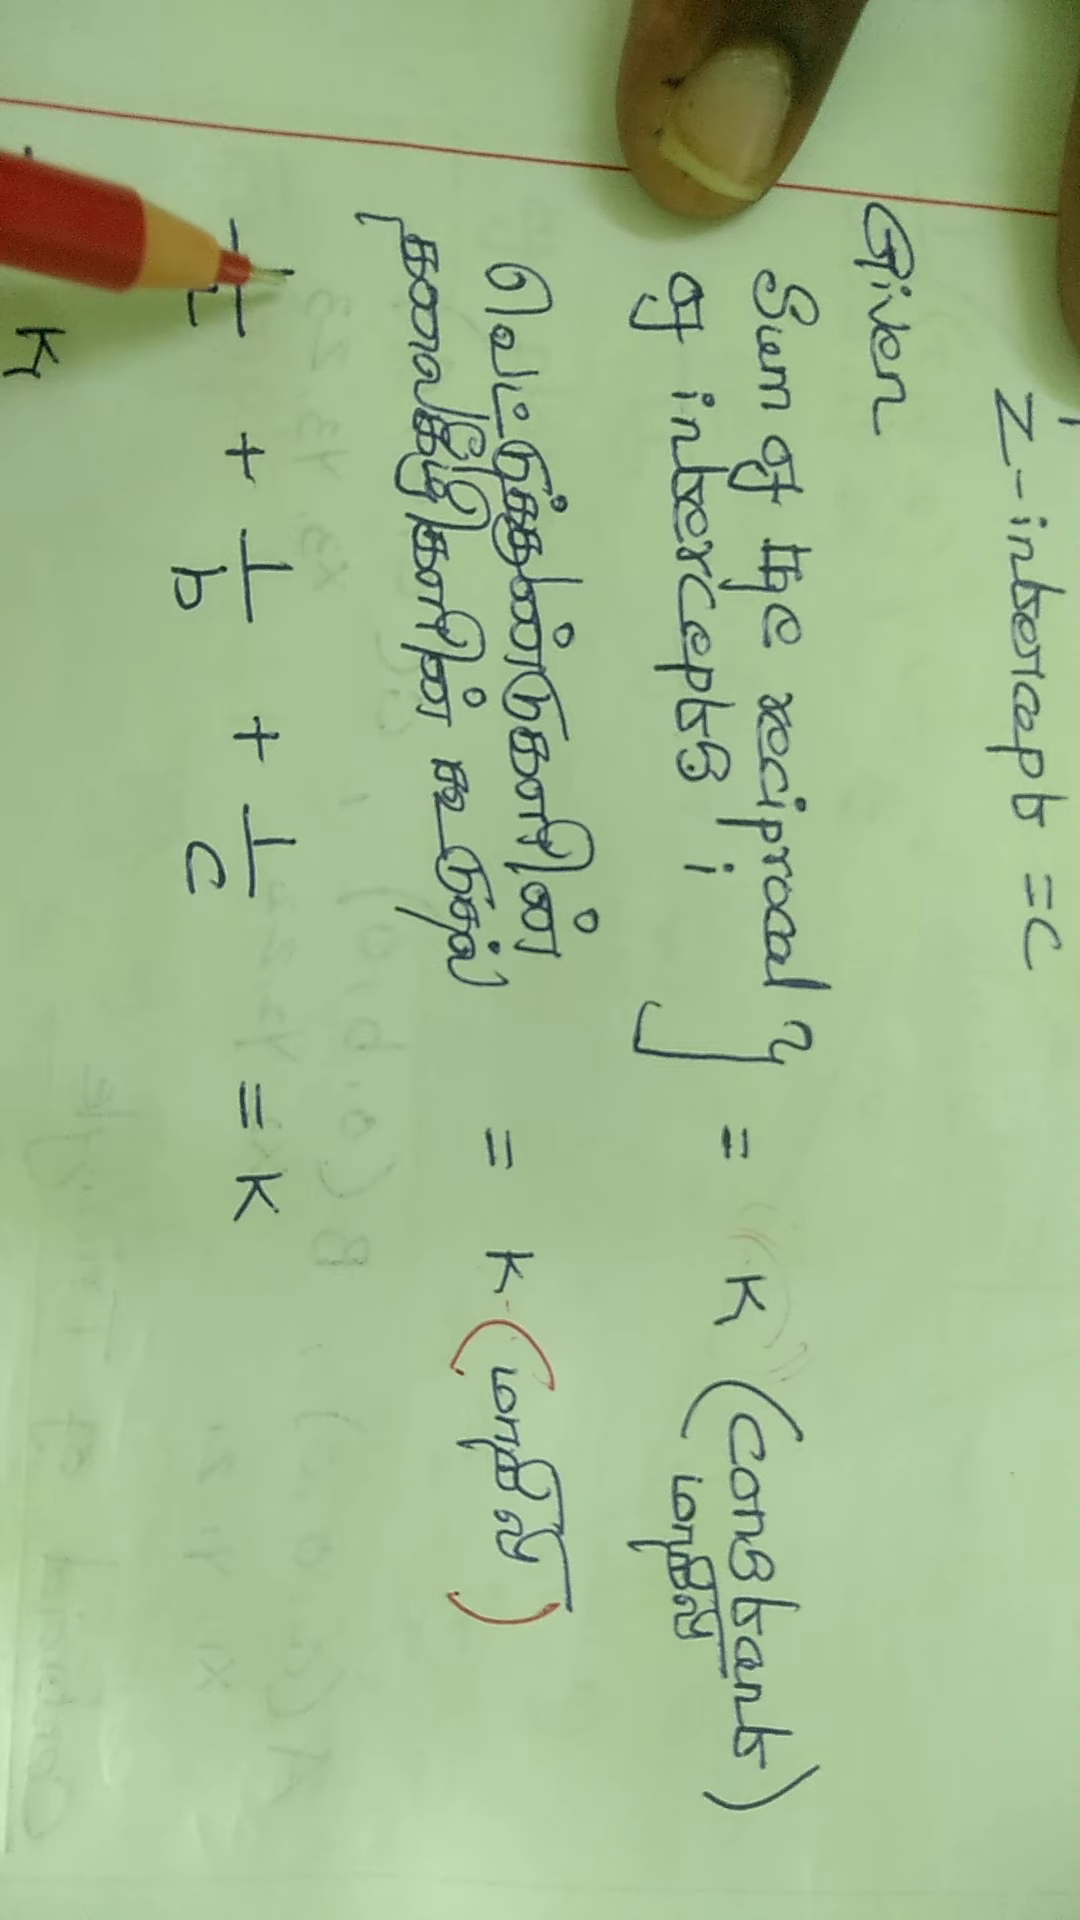 Z-intercept = c
Given
Sum of the reciprocal
of intercepts } = K (constant)
மாறிலி
வெட்டுத்துண்டுகளின்
தலைகீழிகளின் கூடுதல் = K (மாறிலி)
1/a + 1/b + 1/c = K
K